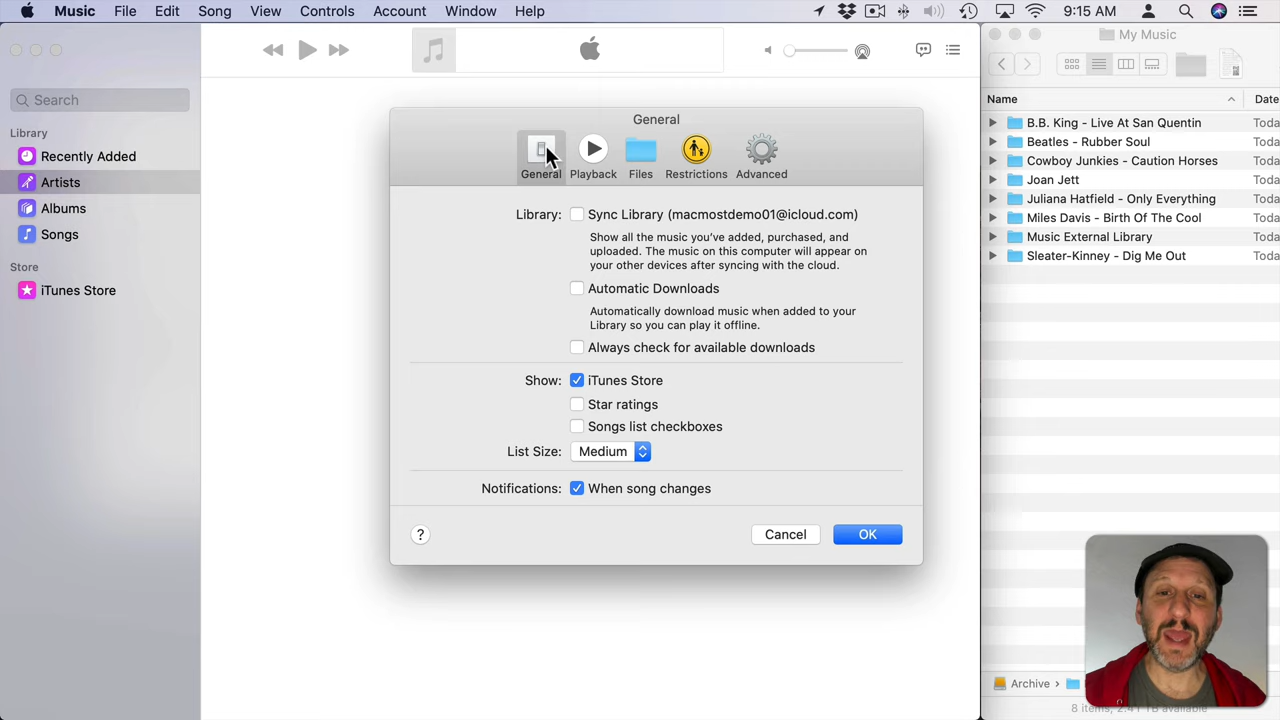 Music File Edit Song View Controls Account Window Help 9:15 AM
My Music
Search
Library
Recently Added
Artists
Albums
Songs
Store
iTunes Store
General
General Playback Files Restrictions Advanced
Library: Sync Library (macmostdemo01@icloud.com)
Show all the music you've added, purchased, and
uploaded. The music on this computer will appear on
your other devices after syncing with the cloud.
Automatic Downloads
Automatically download music when added to your
Library so you can play it offline.
Always check for available downloads
Show: iTunes Store
Star ratings
Songs list checkboxes
List Size: Medium
Notifications: When song changes
? Cancel OK
Name Date
B.B. King - Live At San Quentin Toda
Beatles - Rubber Soul Toda
Cowboy Junkies - Caution Horses Toda
Joan Jett Toda
Juliana Hatfield - Only Everything Toda
Miles Davis - Birth Of The Cool Toda
Music External Library Toda
Sleater-Kinney - Dig Me Out Toda
Archive ›
8 items, 2.41 TB available